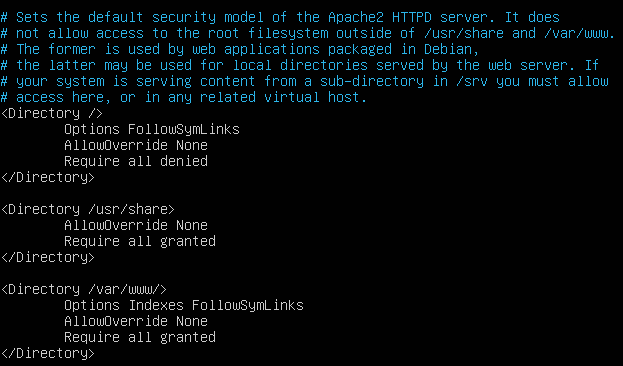 # Sets the default security model of the Apache2 HTTPD server. It does
# not allow access to the root filesystem outside of /usr/share and /var/www.
# The former is used by web applications packaged in Debian,
# the latter may be used for local directories served by the web server. If
# your system is serving content from a sub-directory in /srv you must allow
# access here, or in any related virtual host.
<Directory />
        Options FollowSymLinks
        AllowOverride None
        Require all denied
</Directory>

<Directory /usr/share>
        AllowOverride None
        Require all granted
</Directory>

<Directory /var/www/>
        Options Indexes FollowSymLinks
        AllowOverride None
        Require all granted
</Directory>